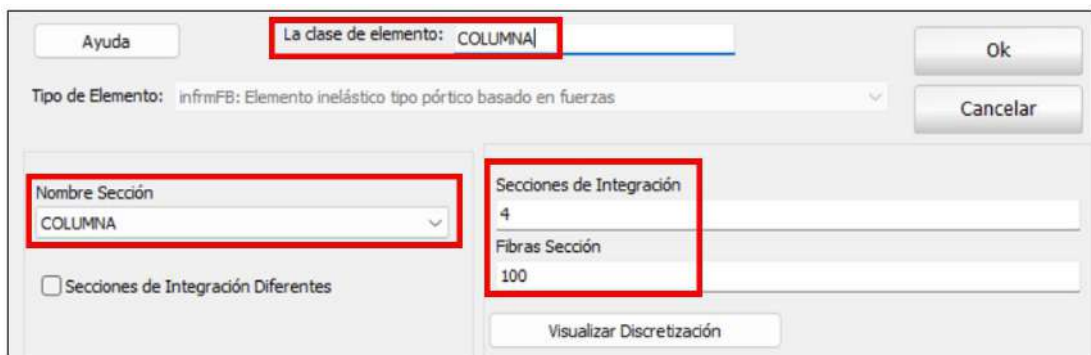 Ayuda
La clase de elemento: COLUMNA
Ok
Tipo de Elemento: infrmFB: Elemento inelástico tipo pórtico basado en fuerzas
Cancelar
Nombre Sección
COLUMNA
Secciones de Integración Diferentes
Secciones de Integración
4
Fibras Sección
100
Visualizar Discretización